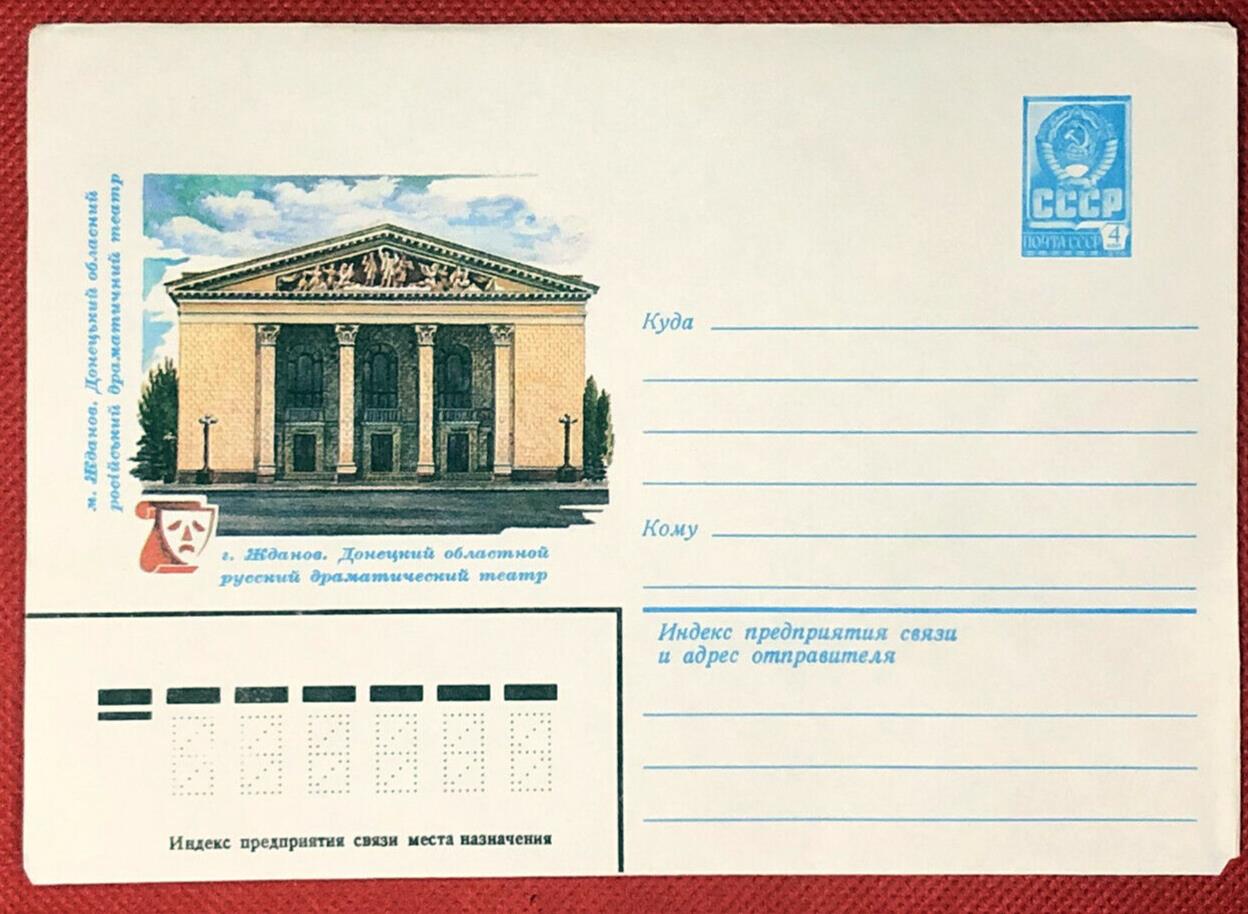 м. Жданов. Донецький обласний
російський драматичний театр
г. Жданов. Донецкий областной
русский драматический театр
СССР
ПОЧТА СССР 4
Куда
Кому
Индекс предприятия связи
и адрес отправителя
Индекс предприятия связи места назначения